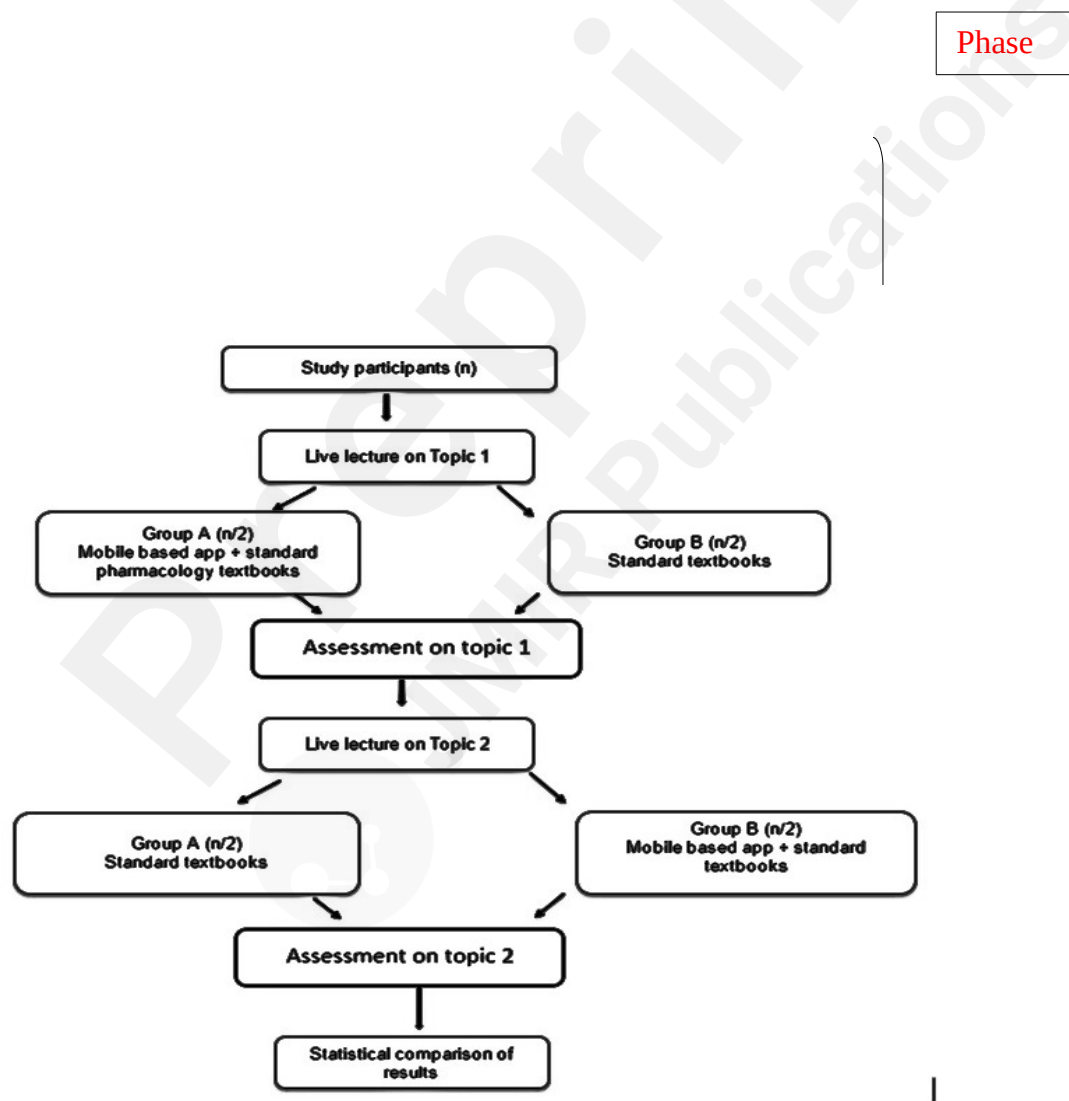 Phase
Study participants (n)
Live lecture on Topic 1
Group A (n/2)
Mobile based app + standard
pharmacology textbooks
Group B (n/2)
Standard textbooks
Assessment on topic 1
Live lecture on Topic 2
Group A (n/2)
Standard textbooks
Group B (n/2)
Mobile based app + standard
textbooks
Assessment on topic 2
Statistical comparison of
results
JMIR Publications